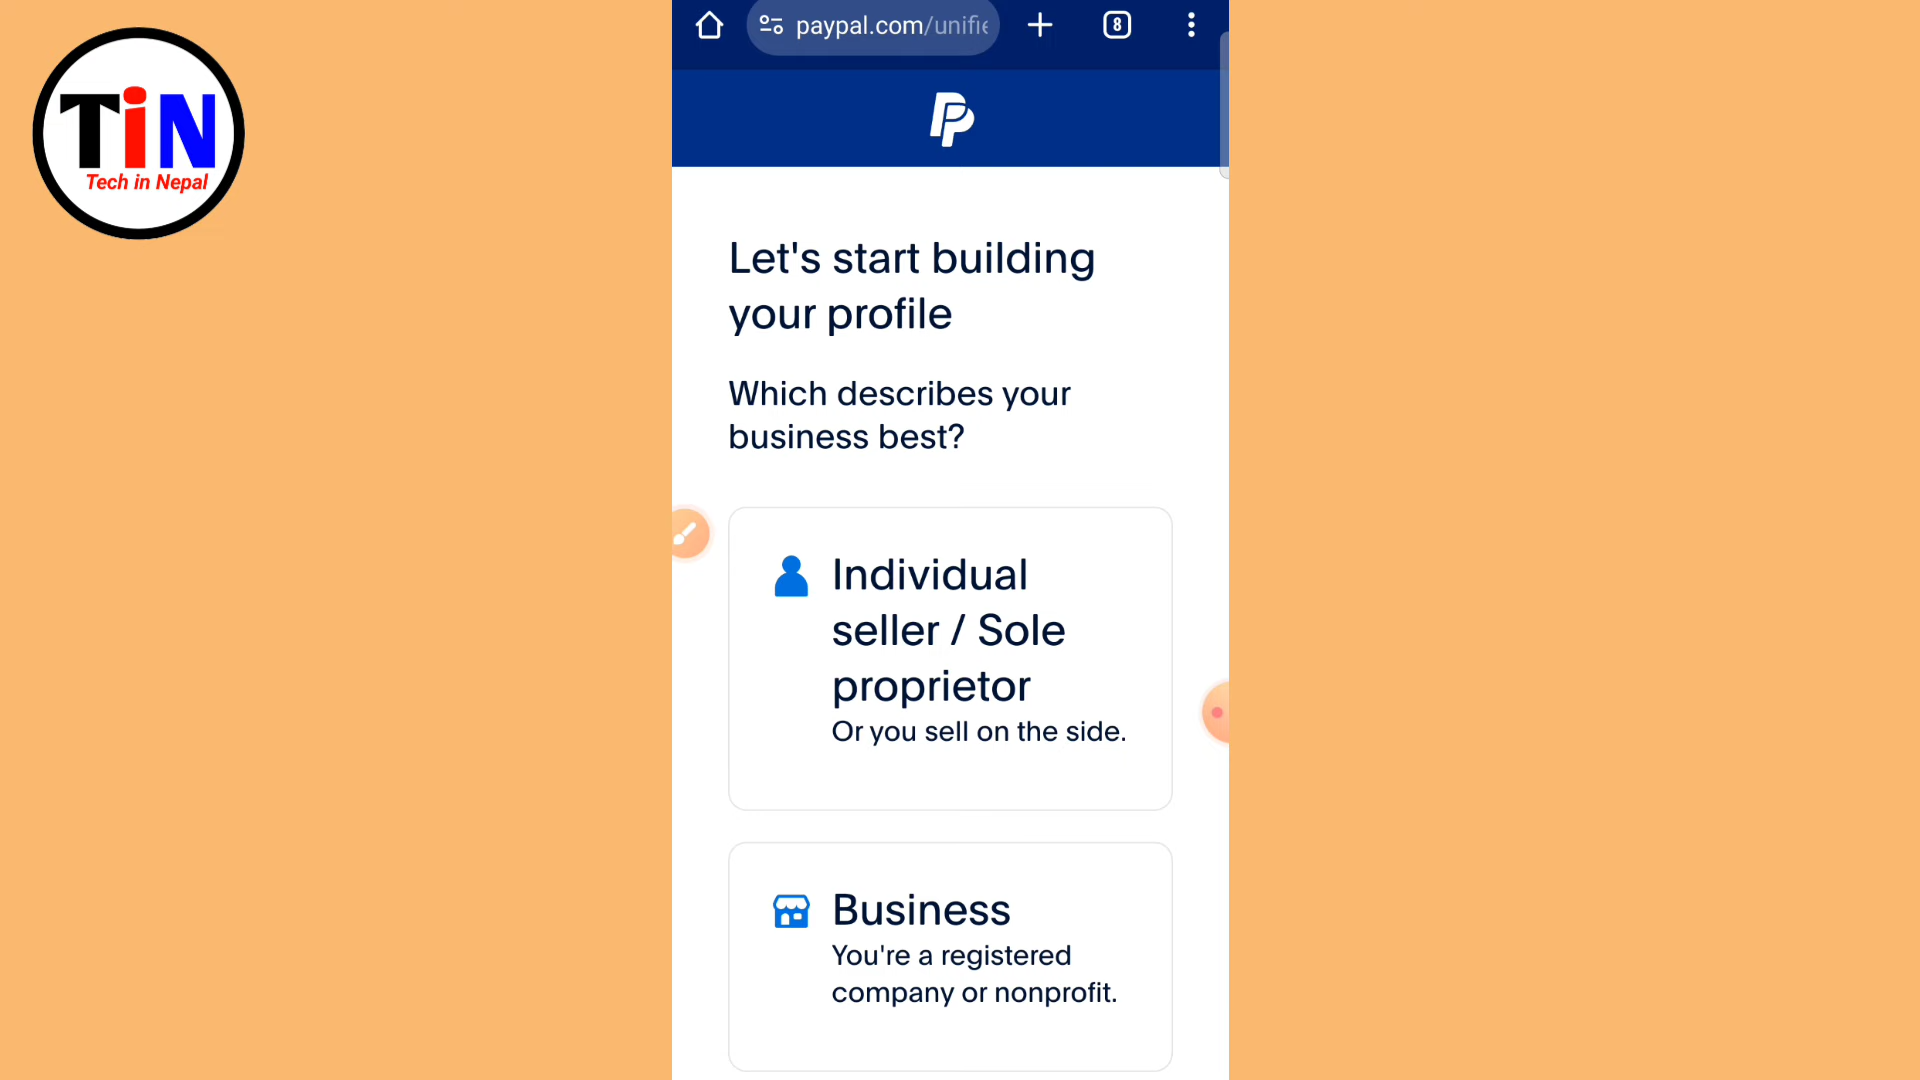 TiN
Tech in Nepal
paypal.com/unifie
8
Let's start building
your profile
Which describes your
business best?
Individual
seller / Sole
proprietor
Or you sell on the side.
Business
You're a registered
company or nonprofit.